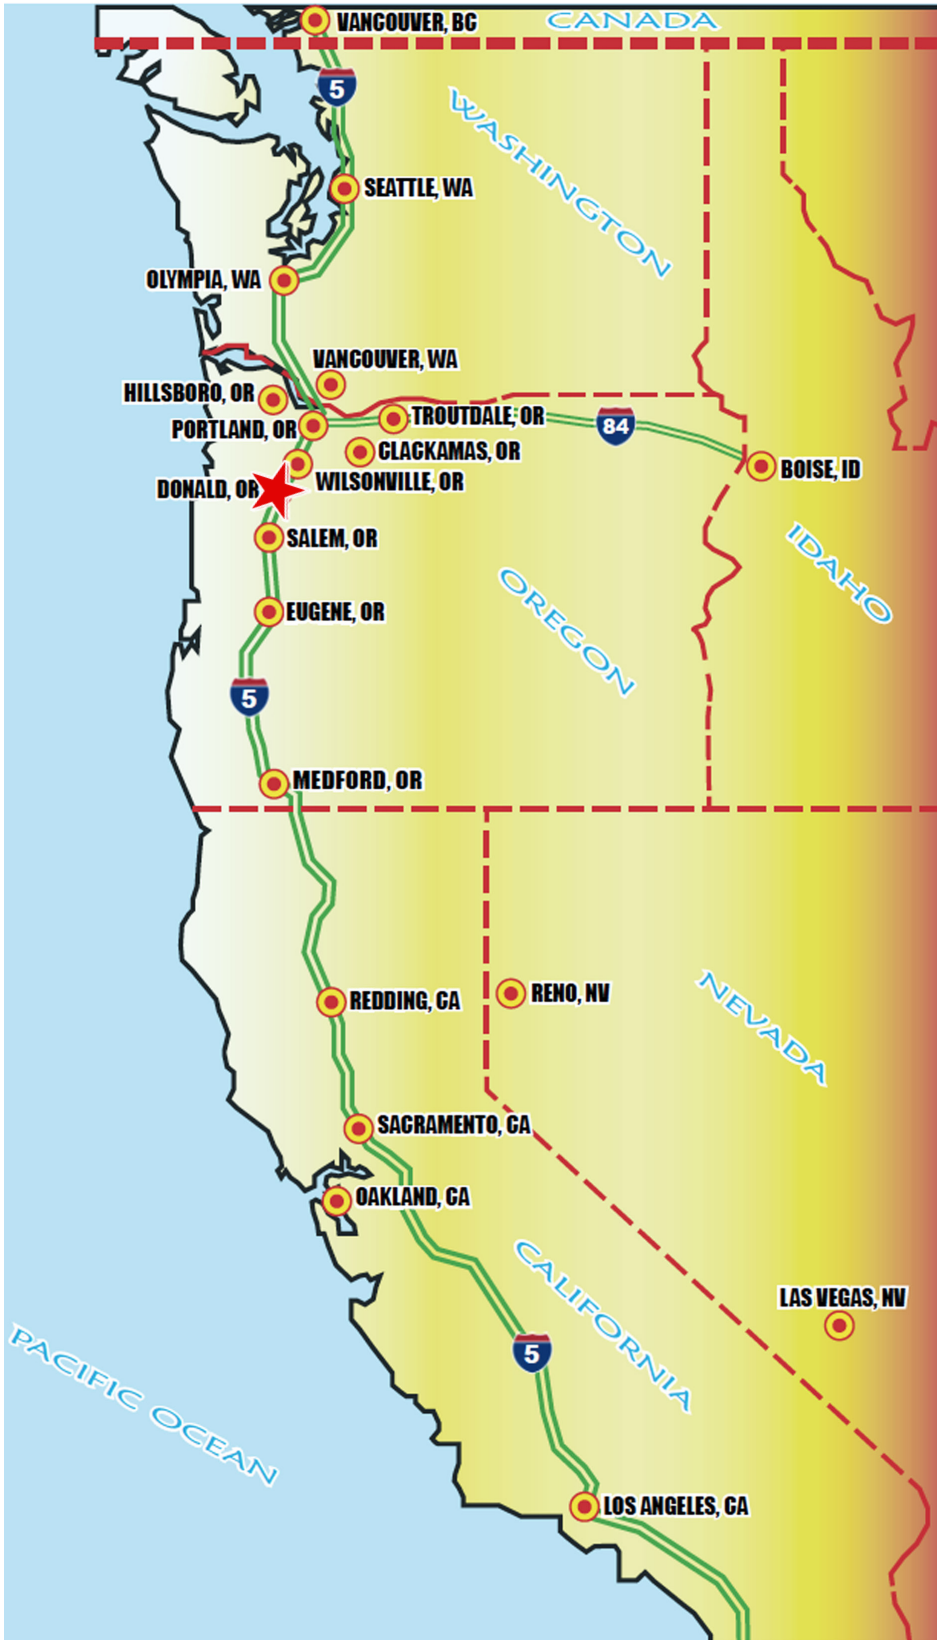 VANCOUVER, BC
CANADA
5
WASHINGTON
SEATTLE, WA
OLYMPIA, WA
VANCOUVER, WA
HILLSBORO, OR
TROUTDALE, OR
84
PORTLAND, OR
CLACKAMAS, OR
BOISE, ID
WILSONVILLE, OR
DONALD, OR
SALEM, OR
IDAHO
EUGENE, OR
OREGON
5
MEDFORD, OR
RENO, NV
REDDING, CA
NEVADA
SACRAMENTO, CA
OAKLAND, CA
CALIFORNIA
LAS VEGAS, NV
5
PACIFIC OCEAN
LOS ANGELES, CA